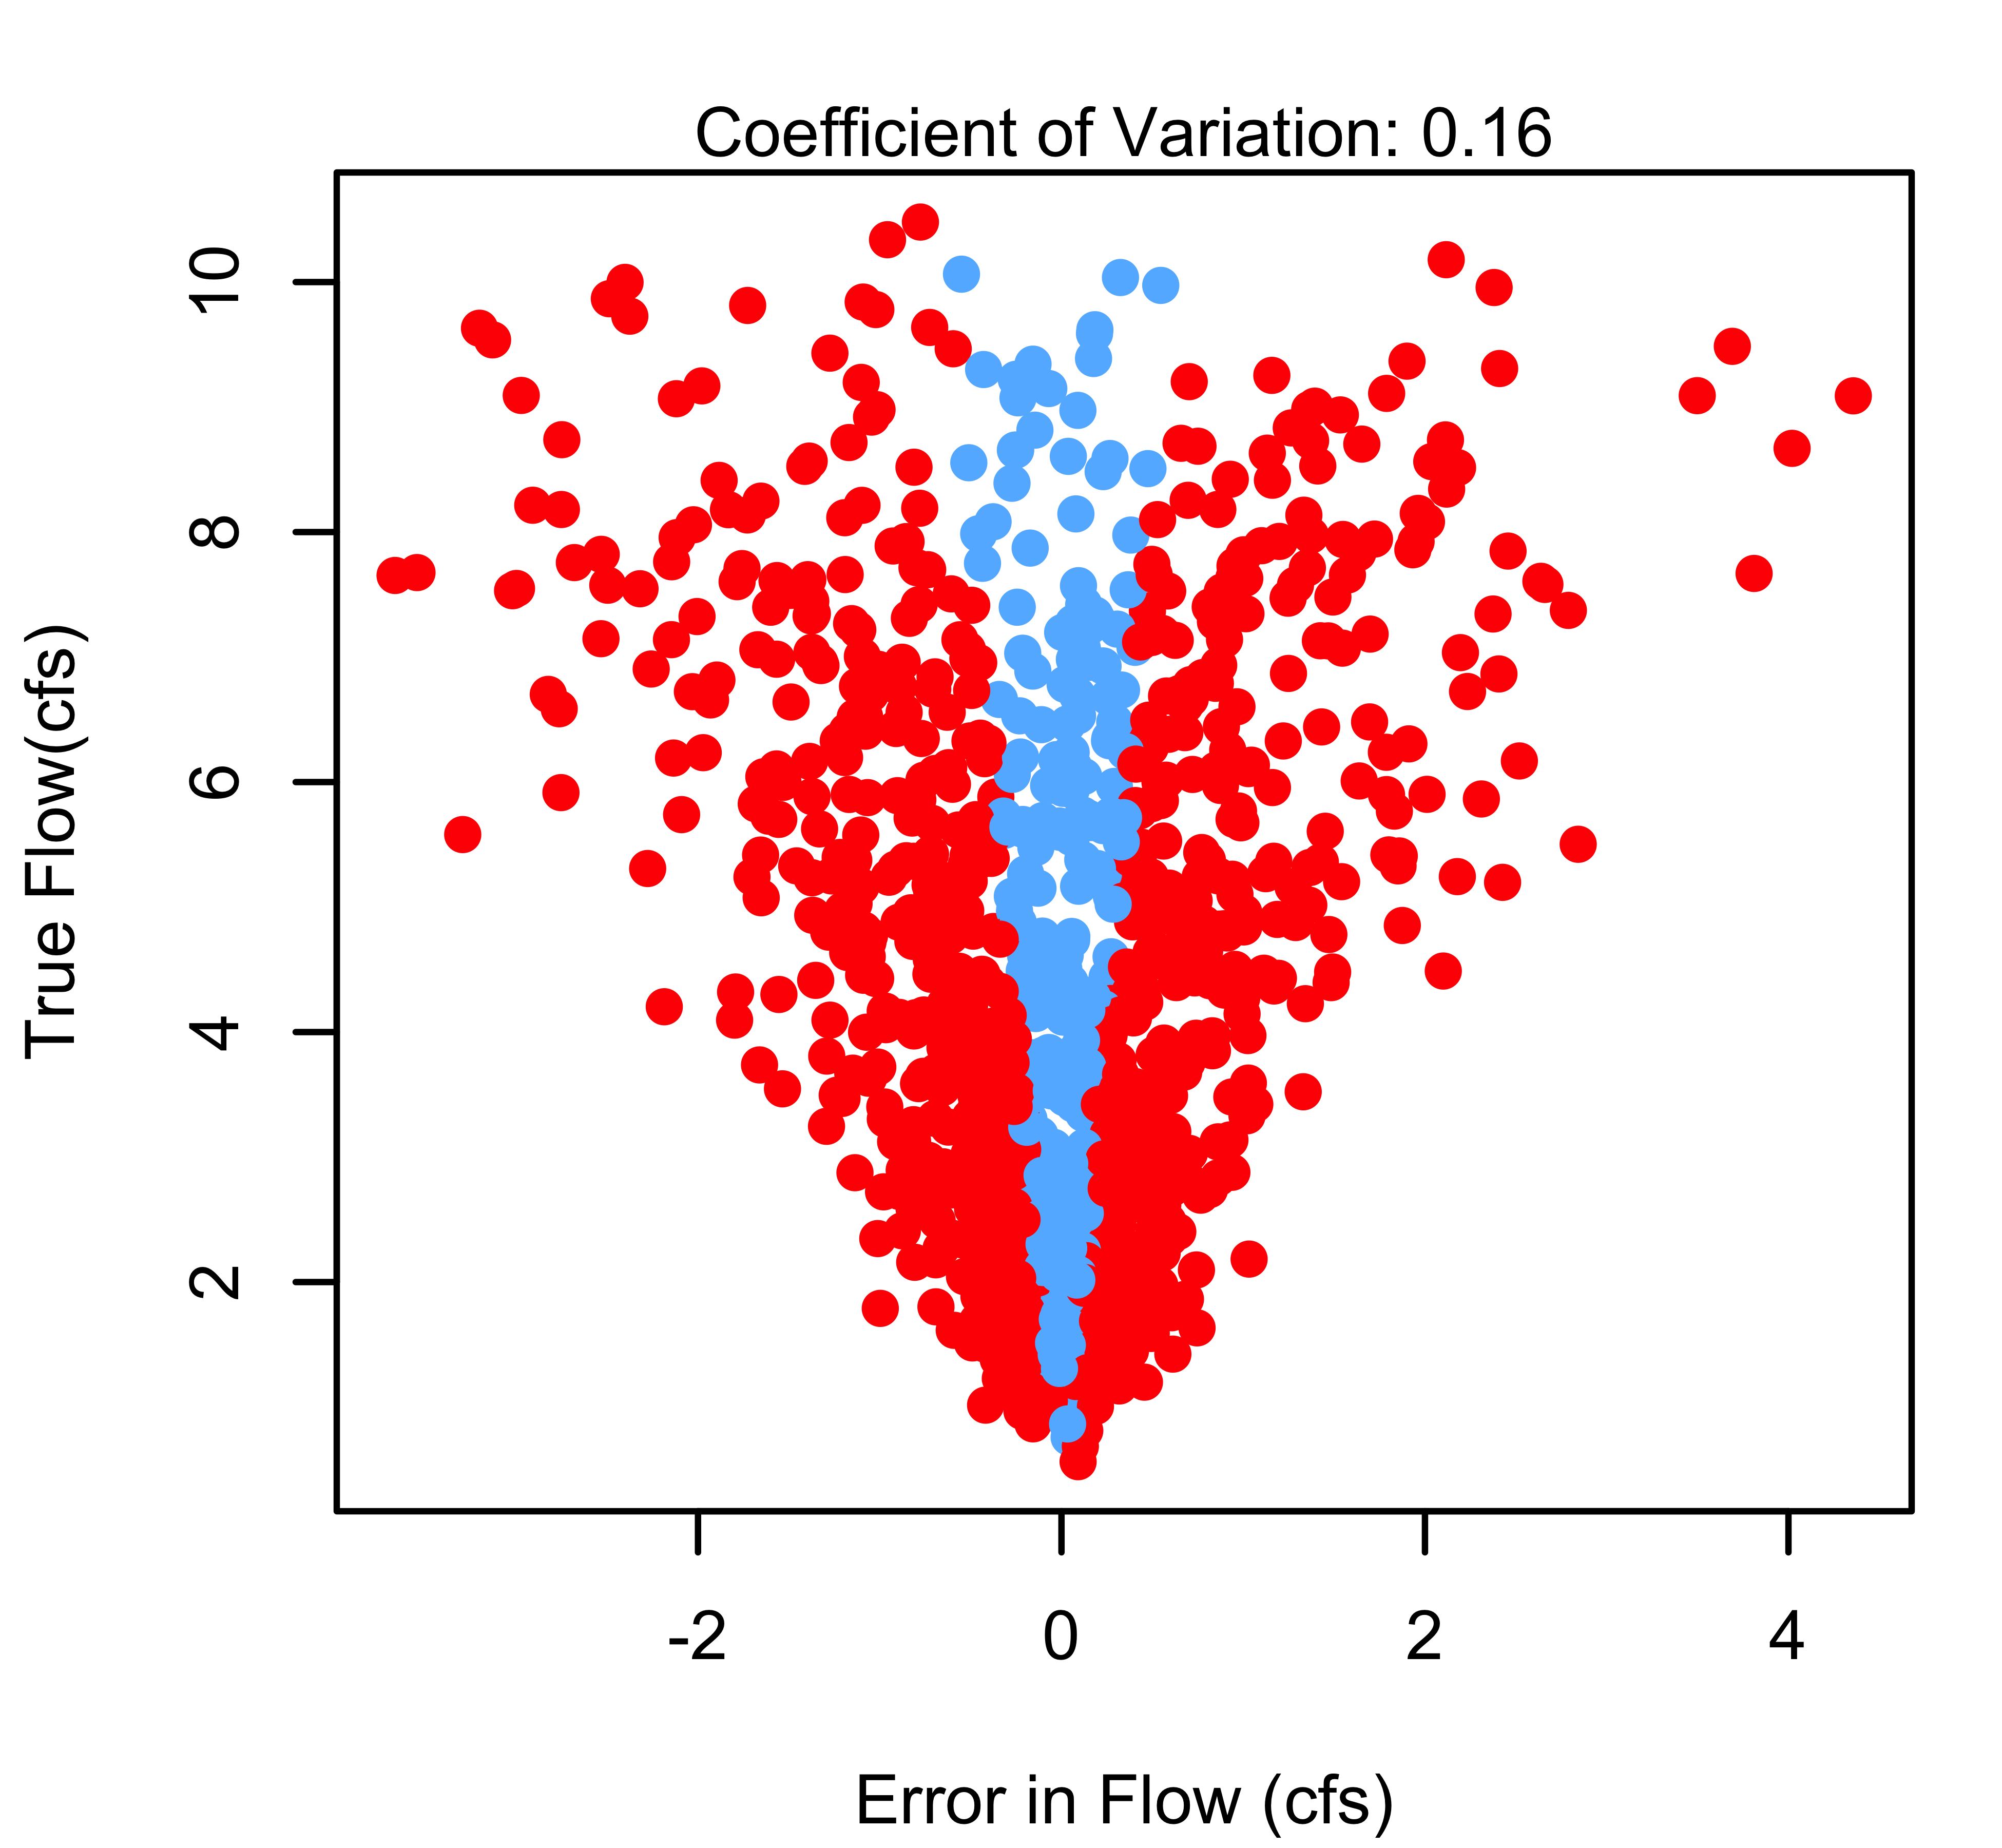 Coefficient of Variation: 0.16
True Flow(cfs)
10
8
6
4
2
-2 0 2 4
Error in Flow (cfs)